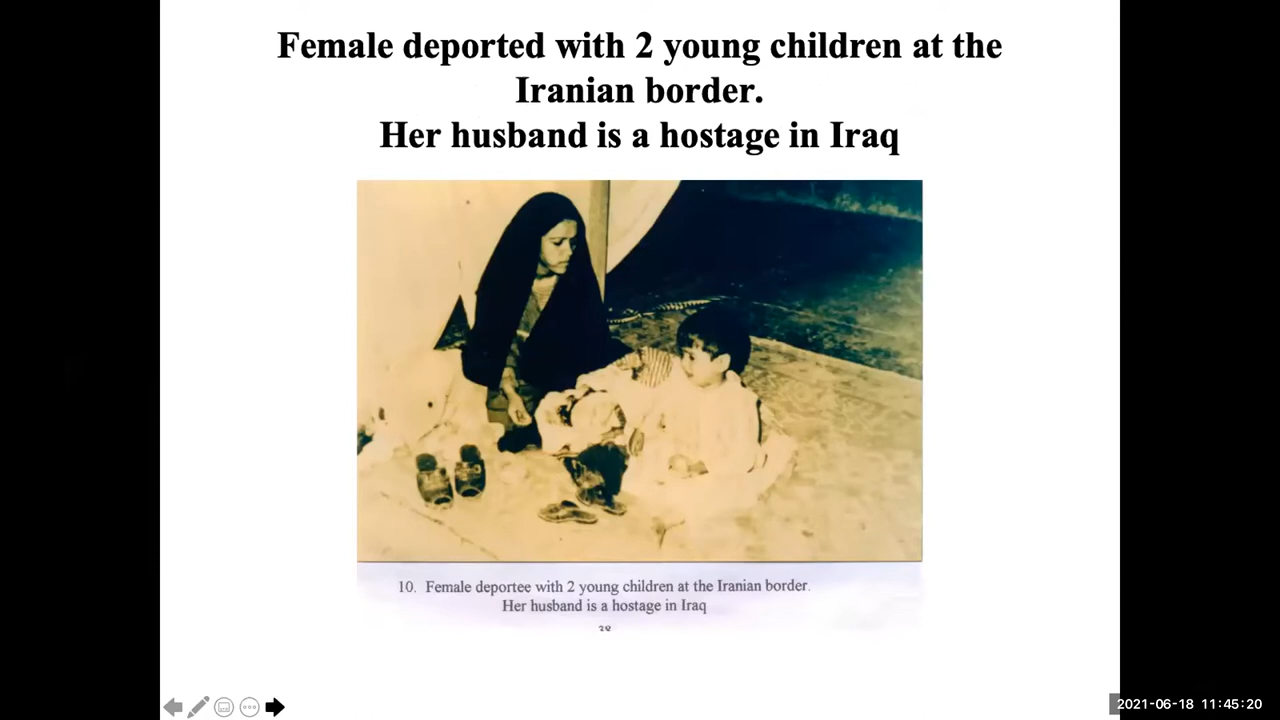 Female deported with 2 young children at the
Iranian border.
Her husband is a hostage in Iraq
10. Female deportee with 2 young children at the Iranian border.
Her husband is a hostage in Iraq
28
2021-06-18 11:45:20